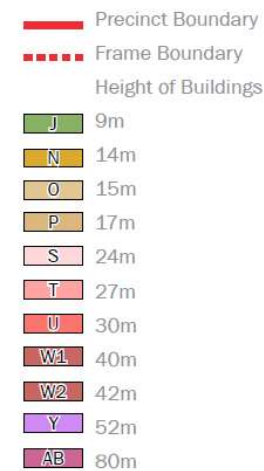 Precinct Boundary
Frame Boundary
Height of Buildings
J 9m
N 14m
O 15m
P 17m
S 24m
T 27m
U 30m
W1 40m
W2 42m
Y 52m
AB 80m